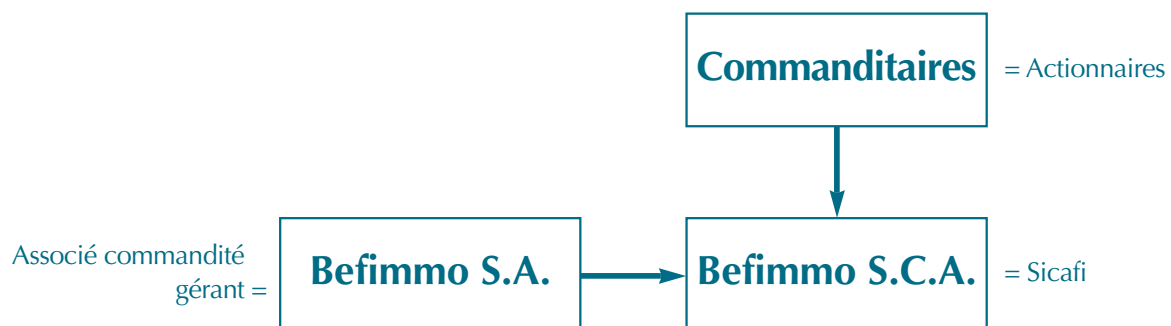 Commanditaires = Actionnaires
Associé commandité
gérant = Befimmo S.A. Befimmo S.C.A. = Sicafi